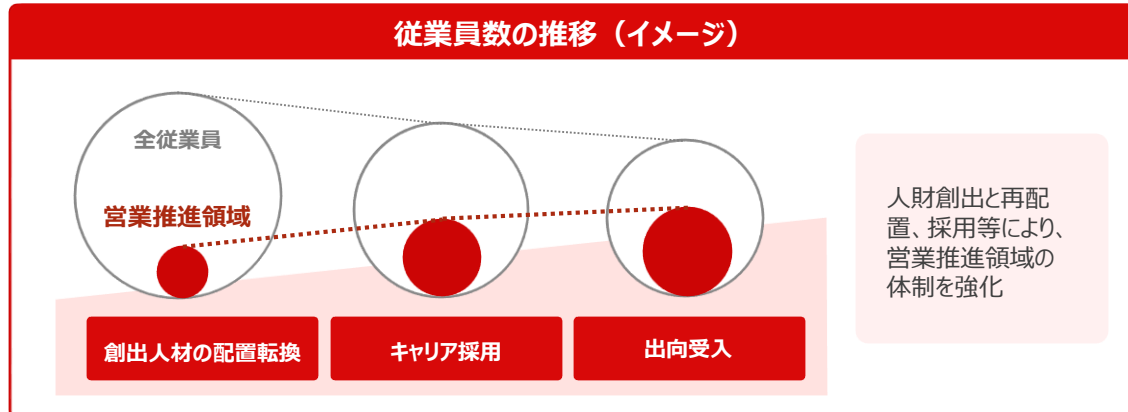 従業員数の推移（イメージ）
全従業員
営業推進領域
人財創出と再配
置、採用等により、
営業推進領域の
体制を強化
創出人材の配置転換
キャリア採用
出向受入